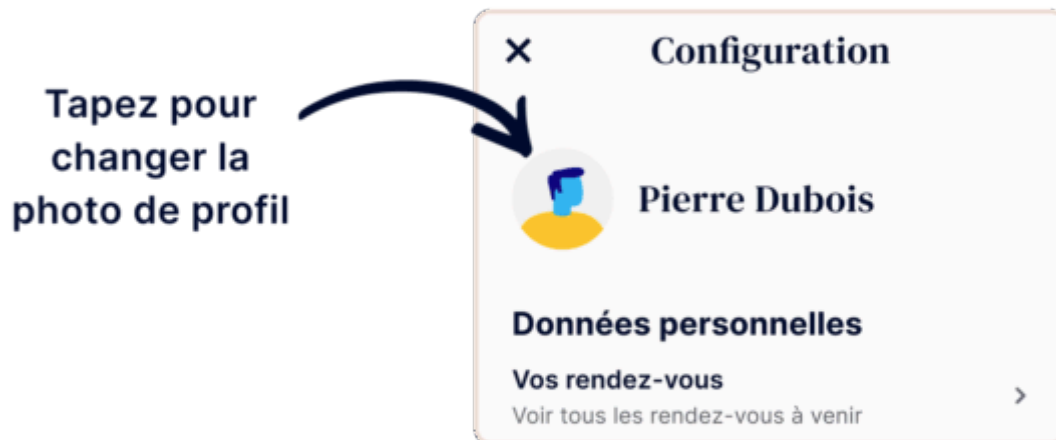 Tapez pour
changer la
photo de profil
Configuration
Pierre Dubois
Données personnelles
Vos rendez-vous
Voir tous les rendez-vous à venir